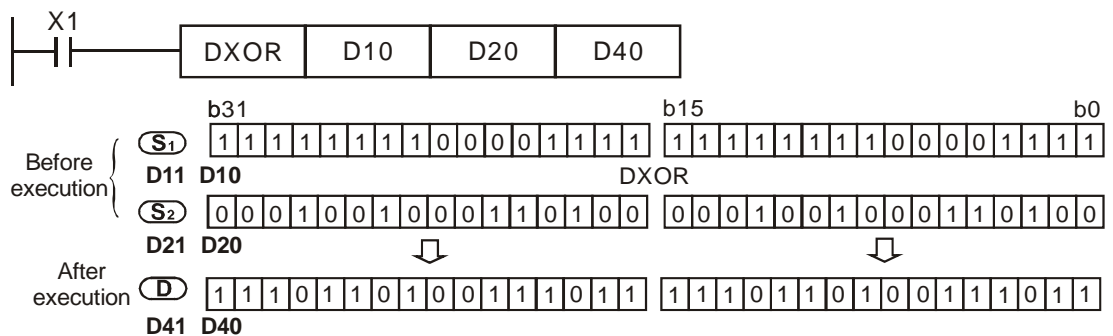 X1
DXOR D10 D20 D40
b31 b15 b0
S1 1 1 1 1 1 1 1 1 0 0 0 0 1 1 1 1 1 1 1 1 1 1 1 1 0 0 0 0 1 1 1 1
Before execution
D11 D10 DXOR
S2 0 0 0 1 0 0 1 0 0 0 1 1 0 1 0 0 0 0 0 1 0 0 1 0 0 0 1 1 0 1 0 0
D21 D20
After execution
D 1 1 1 0 1 1 0 1 0 0 1 1 1 0 1 1 1 1 1 0 1 1 0 1 0 0 1 1 1 0 1 1
D41 D40